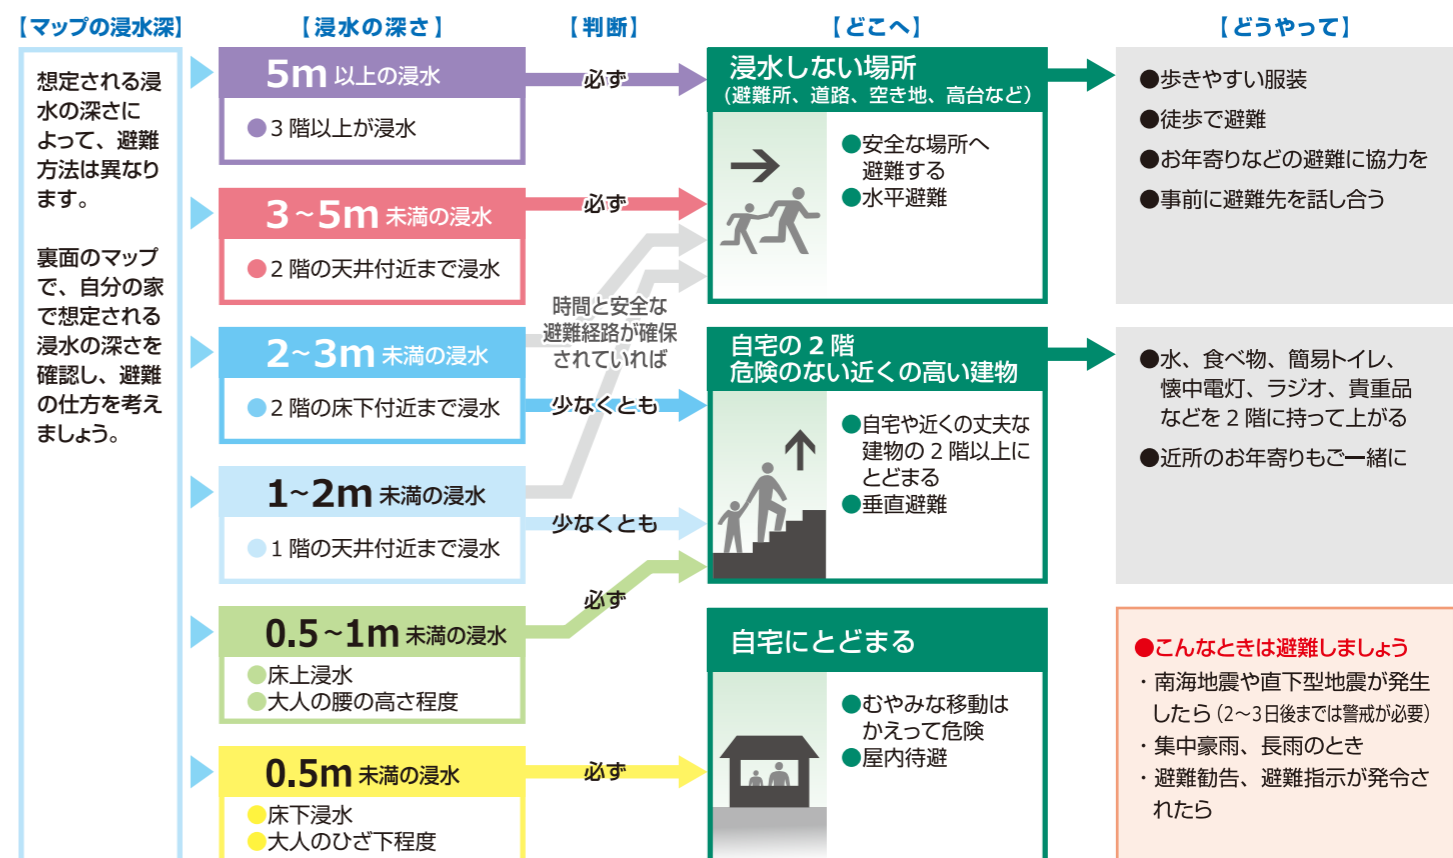 【マップの浸水深】
【浸水の深さ】
【判断】
【どこへ】
【どうやって】
想定される浸
水の深さに
よって、避難
方法は異なり
ます。
裏面のマップ
で、自分の家
で想定される
浸水の深さを
確認し、避難
の仕方を考え
ましょう。
5m 以上の浸水
●3 階以上が浸水
必ず
3～5m 未満の浸水
●2 階の天井付近まで浸水
必ず
2～3m 未満の浸水
●2 階の床下付近まで浸水
時間と安全な
避難経路が確保
されていれば
少なくとも
1～2m 未満の浸水
●1 階の天井付近まで浸水
少なくとも
0.5～1m 未満の浸水
●床上浸水
●大人の腰の高さ程度
必ず
0.5m 未満の浸水
●床下浸水
●大人のひざ下程度
必ず
浸水しない場所
(避難所、道路、空き地、高台など)
●安全な場所へ
避難する
●水平避難
自宅の 2 階
危険のない近くの高い建物
●自宅や近くの丈夫な
建物の 2 階以上に
とどまる
●垂直避難
自宅にとどまる
●むやみな移動は
かえって危険
●屋内待避
●歩きやすい服装
●徒歩で避難
●お年寄りなどの避難に協力を
●事前に避難先を話し合う
●水、食べ物、簡易トイレ、
懐中電灯、ラジオ、貴重品
などを 2 階に持って上がる
●近所のお年寄りもご一緒に
●こんなときは避難しましょう
・南海地震や直下型地震が発生
したら(2～3日後までは警戒が必要)
・集中豪雨、長雨のとき
・避難勧告、避難指示が発令さ
れたら